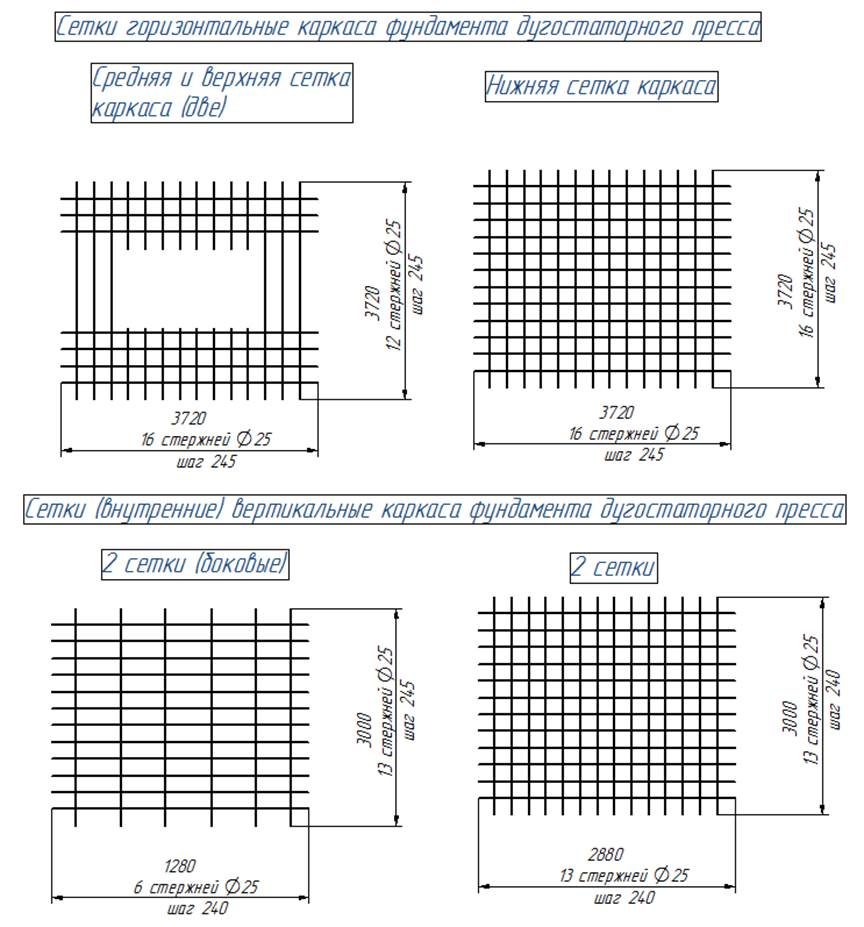 Сетки горизонтальные каркаса фундамента дугостаторного пресса
Средняя и верхняя сетка
каркаса (две)
Нижняя сетка каркаса
3720
12 стержней Ø25
шаг 245
3720
16 стержней Ø25
шаг 245
3720
16 стержней Ø25
шаг 245
3720
16 стержней Ø25
шаг 245
Сетки (внутренние) вертикальные каркаса фундамента дугостаторного пресса
2 сетки (боковые)
2 сетки
3000
13 стержней Ø25
шаг 245
1280
6 стержней Ø25
шаг 240
3000
13 стержней Ø25
шаг 240
2880
13 стержней Ø25
шаг 240